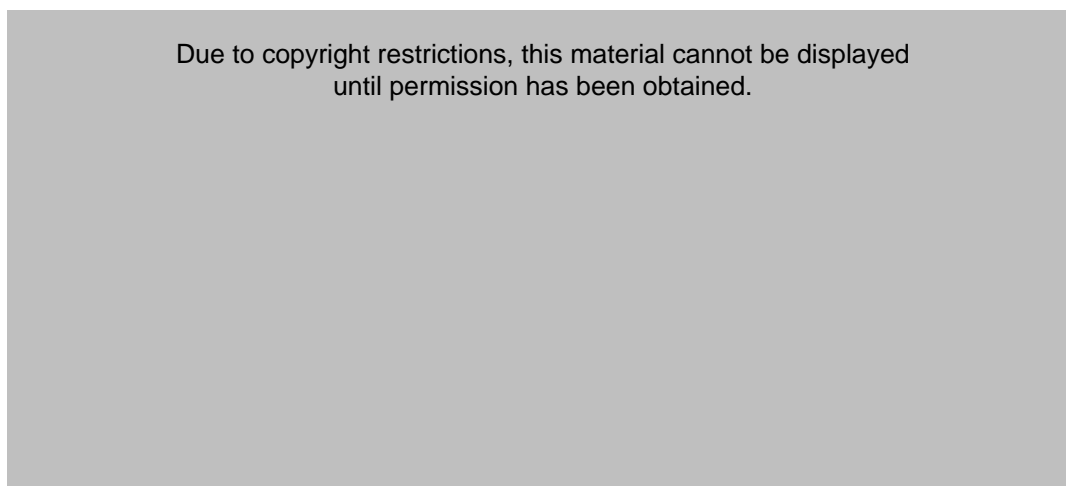 Due to copyright restrictions, this material cannot be displayed
until permission has been obtained.